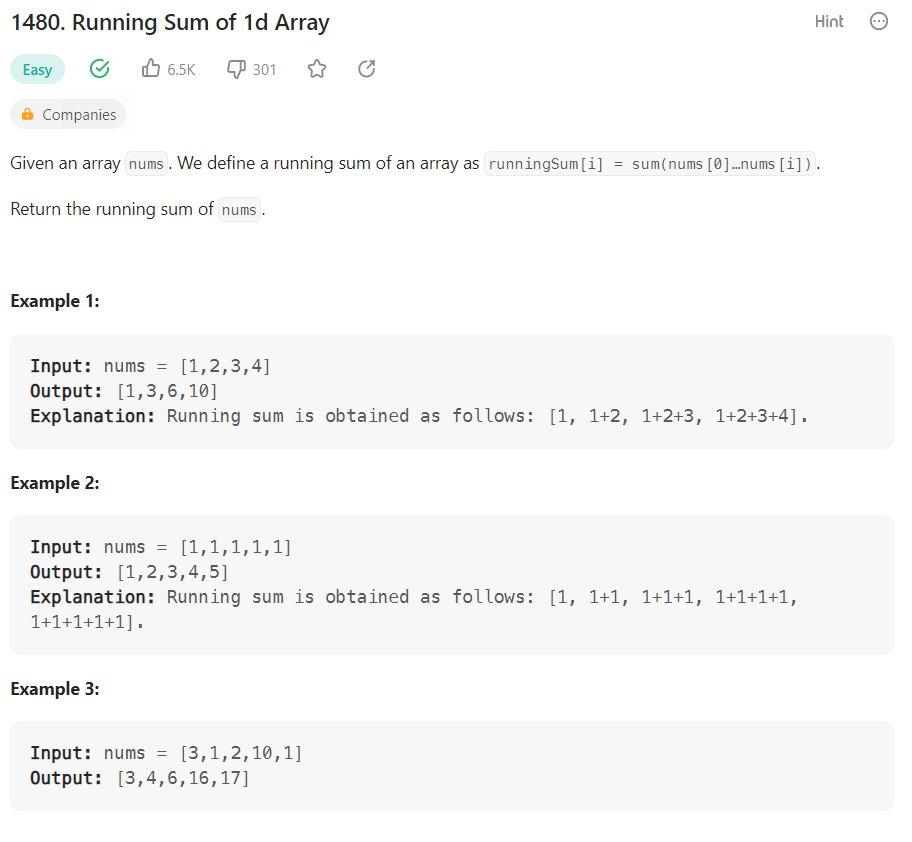 1480. Running Sum of 1d Array
Hint
Easy
6.5K
301
Companies
Given an array nums. We define a running sum of an array as runningSum[i] = sum(nums[0]…nums[i]).
Return the running sum of nums.
Example 1:
Input: nums = [1,2,3,4]
Output: [1,3,6,10]
Explanation: Running sum is obtained as follows: [1, 1+2, 1+2+3, 1+2+3+4].
Example 2:
Input: nums = [1,1,1,1,1]
Output: [1,2,3,4,5]
Explanation: Running sum is obtained as follows: [1, 1+1, 1+1+1, 1+1+1+1,
1+1+1+1+1].
Example 3:
Input: nums = [3,1,2,10,1]
Output: [3,4,6,16,17]